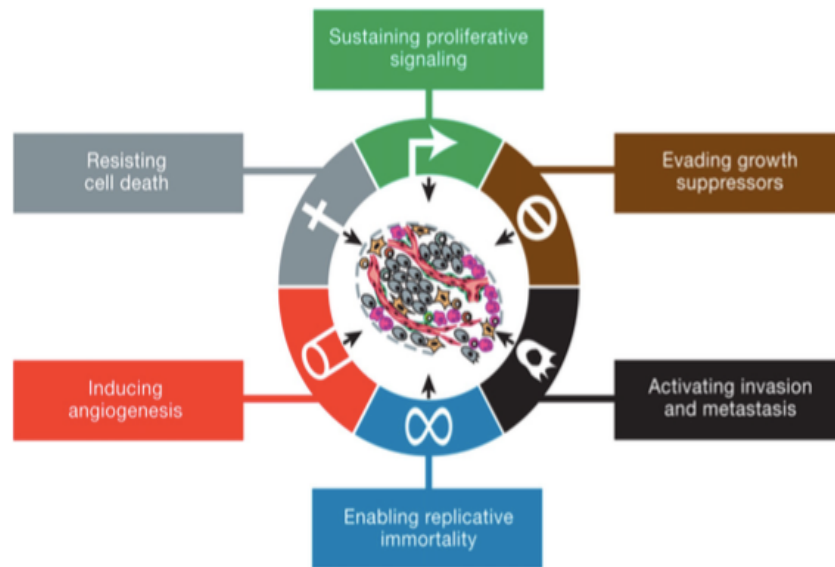 Sustaining proliferative
signaling
Resisting
cell death
Evading growth
suppressors
Inducing
angiogenesis
Activating invasion
and metastasis
Enabling replicative
immortality